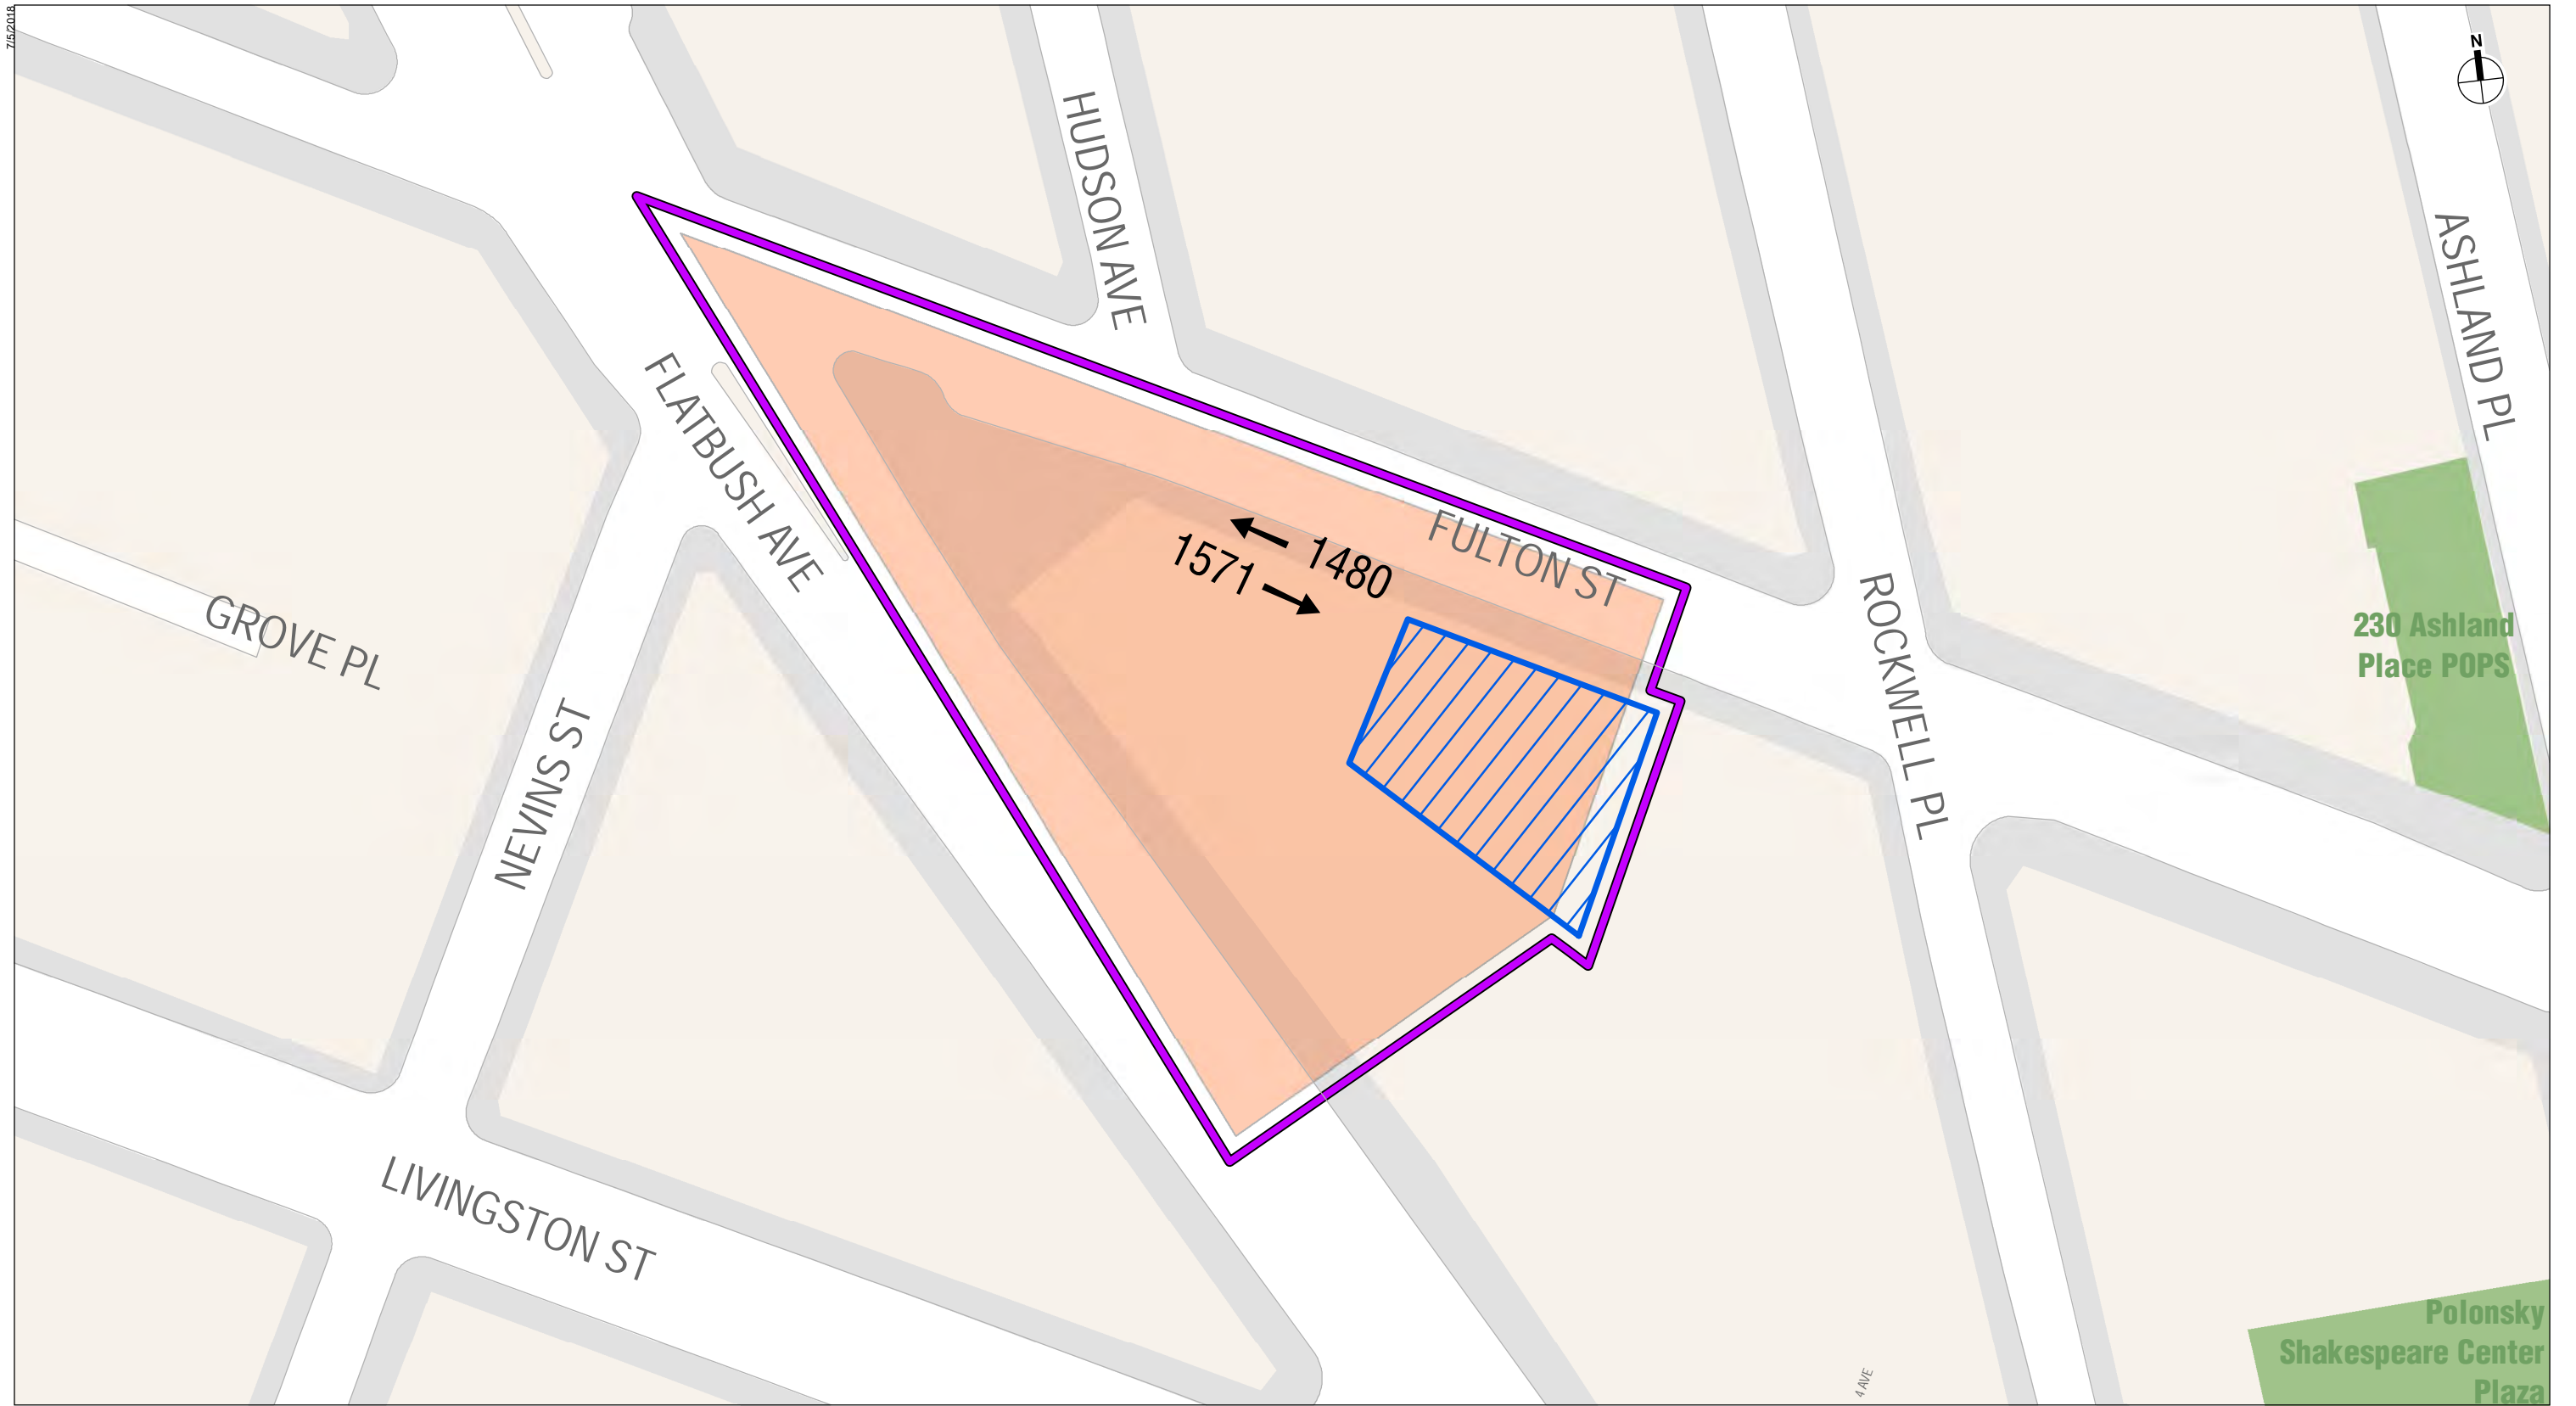 7/5/2018
N
HUDSON AVE
ASHLAND PL
FLATBUSH AVE
FULTON ST
1480
1571
ROCKWELL PL
GROVE PL
230 Ashland
Place POPS
NEVINS ST
LIVINGSTON ST
Polonsky
Shakespeare Center
Plaza
4 AVE